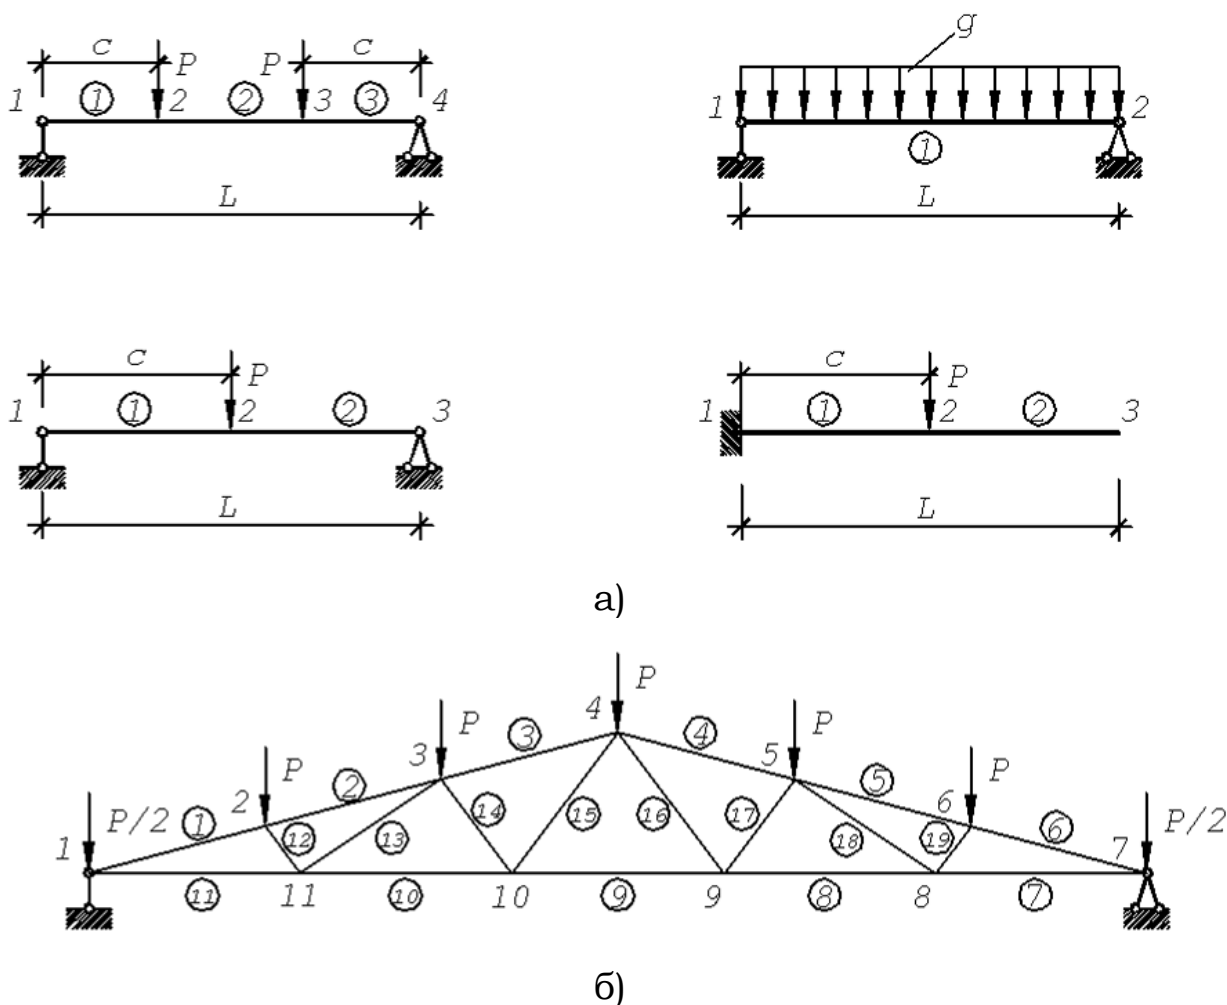 c P P c g
1 ① 2 ② 3 ③ 4 1 2
①
L L
c c
P P
1 ① 2 ② 3 1 ① 2 ② 3
L L
а)
P
4
P ③ ④ P
3 5
P ② ⑤ P
2 ⑭ ⑮ ⑯ ⑰ 6
P/2 ① ⑫ ⑬ ⑱ ⑲ ⑥ P/2
1 7
⑪ 11 ⑩ 10 ⑨ 9 ⑧ 8 ⑦
б)